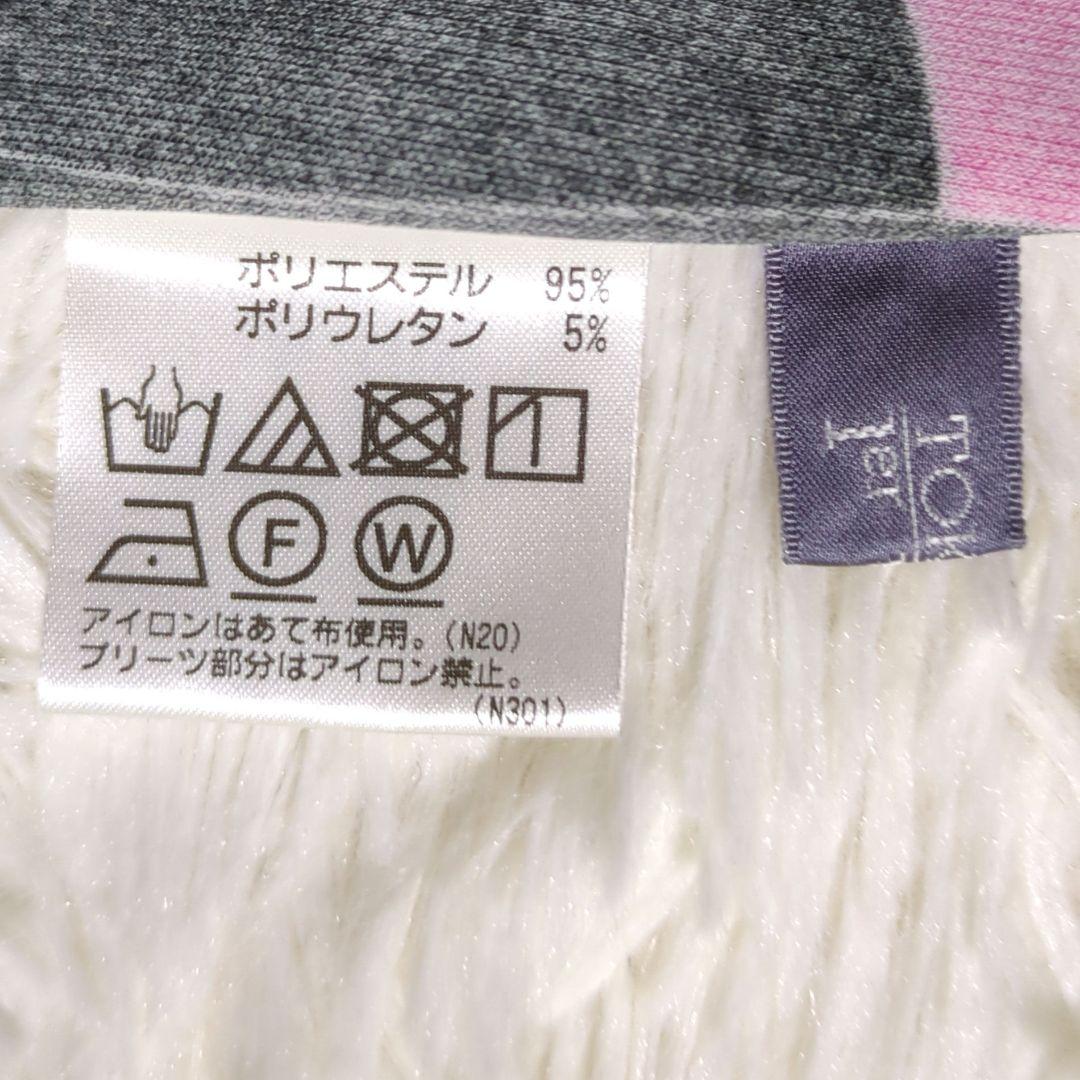 ポリエステル 95%
ポリウレタン 5%
F W
アイロンはあて布使用。(N20)
プリーツ部分はアイロン禁止。
(N301)